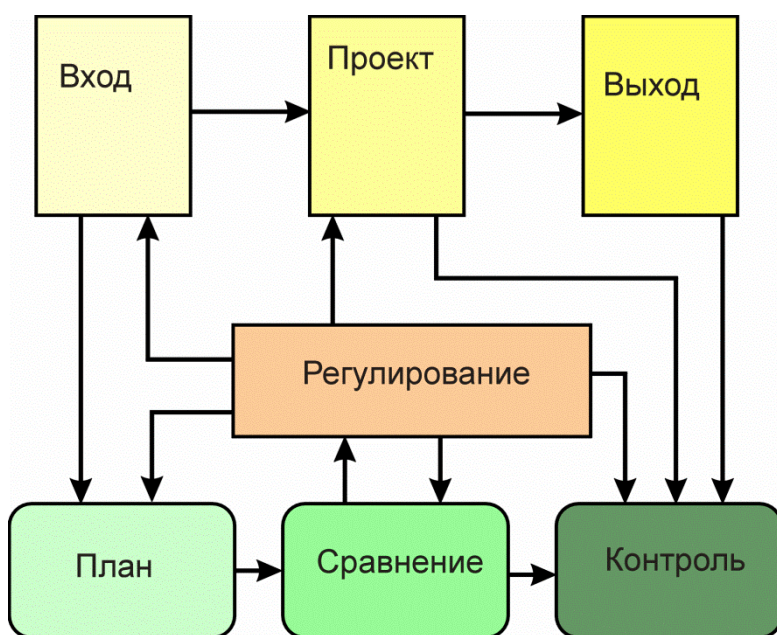 Вход
Проект
Выход
Регулирование
План
Сравнение
Контроль